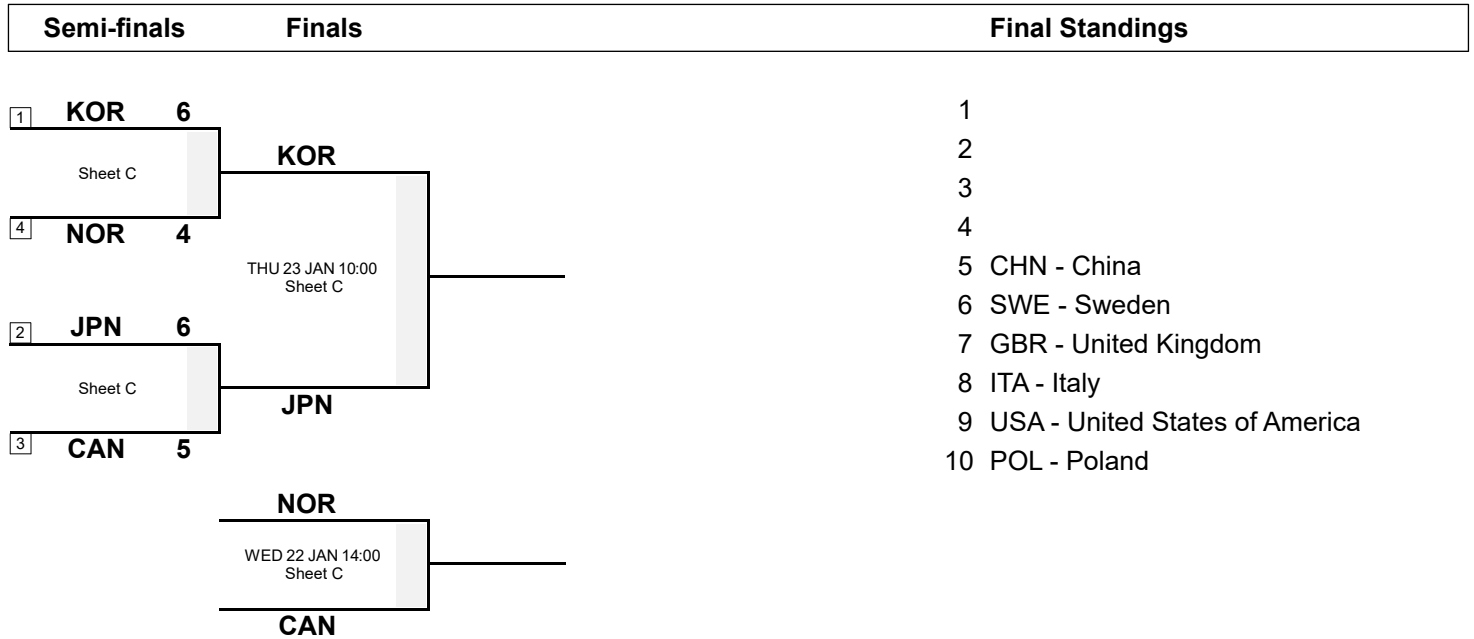 Semi-finals Finals Final Standings
1 KOR 6
Sheet C
4 NOR 4
KOR
THU 23 JAN 10:00
Sheet C
JPN
2 JPN 6
Sheet C
3 CAN 5
NOR
WED 22 JAN 14:00
Sheet C
CAN
1
2
3
4
5 CHN - China
6 SWE - Sweden
7 GBR - United Kingdom
8 ITA - Italy
9 USA - United States of America
10 POL - Poland